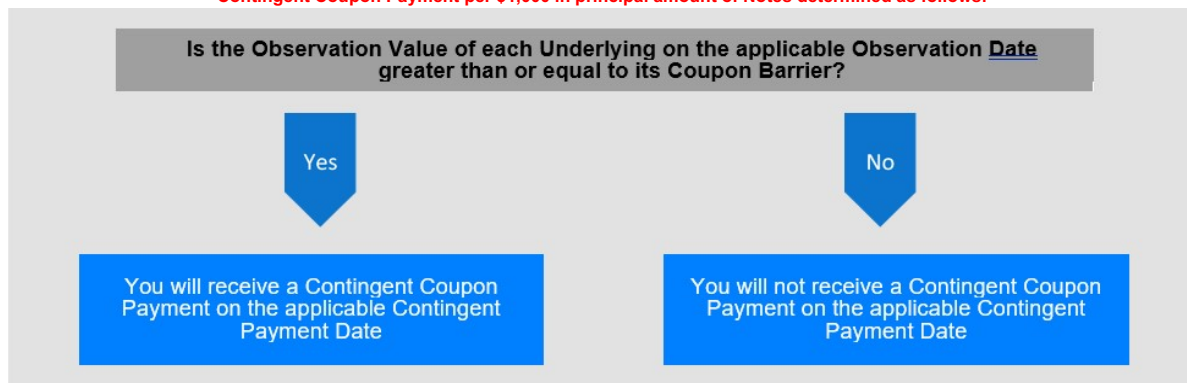 Contingent Coupon Payment per $1,000 in principal amount of Notes determined as follows:
Is the Observation Value of each Underlying on the applicable Observation Date
greater than or equal to its Coupon Barrier?
Yes
No
You will receive a Contingent Coupon
Payment on the applicable Contingent
Payment Date
You will not receive a Contingent Coupon
Payment on the applicable Contingent
Payment Date